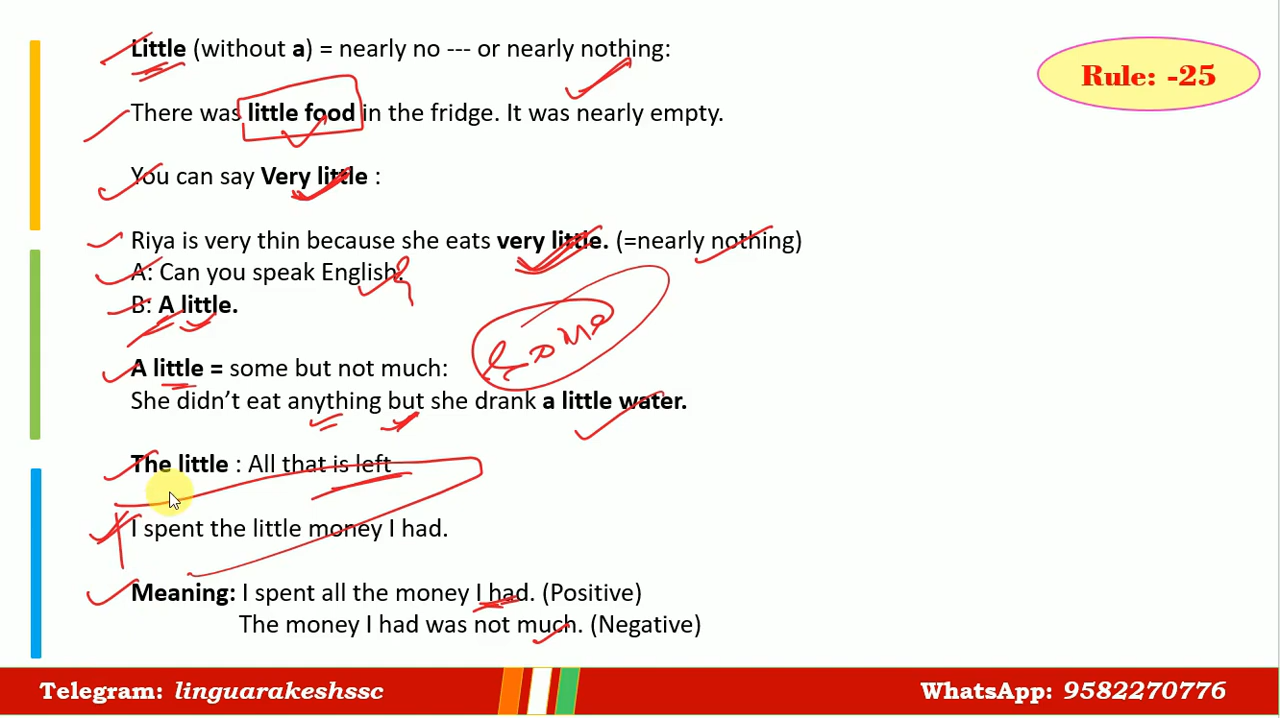 Little (without a) = nearly no --- or nearly nothing:
Rule: -25
There was little food in the fridge. It was nearly empty.
You can say Very little :
Riya is very thin because she eats very little. (=nearly nothing)
A: Can you speak English.
B: A little.
some
A little = some but not much:
She didn't eat anything but she drank a little water.
The little : All that is left
I spent the little money I had.
Meaning: I spent all the money I had. (Positive)
The money I had was not much. (Negative)
Telegram: linguarakeshssc
WhatsApp: 9582270776